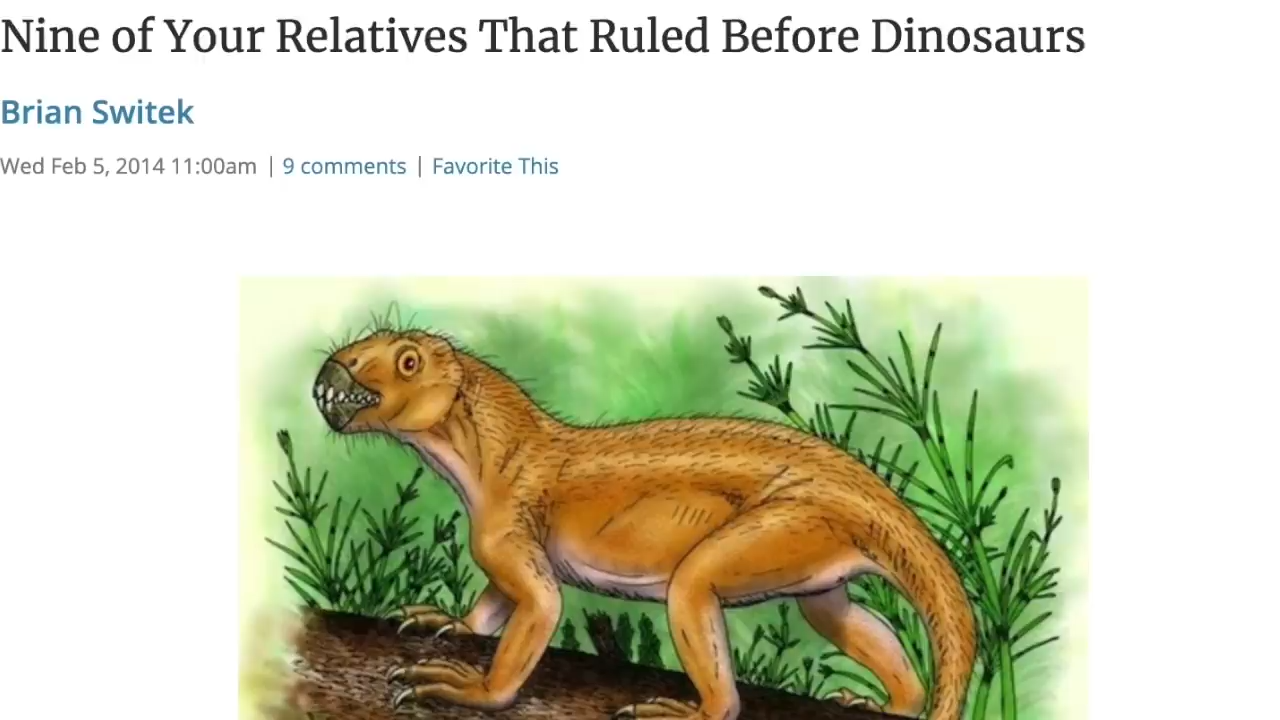 Nine of Your Relatives That Ruled Before Dinosaurs
Brian Switek
Wed Feb 5, 2014 11:00am | 9 comments | Favorite This